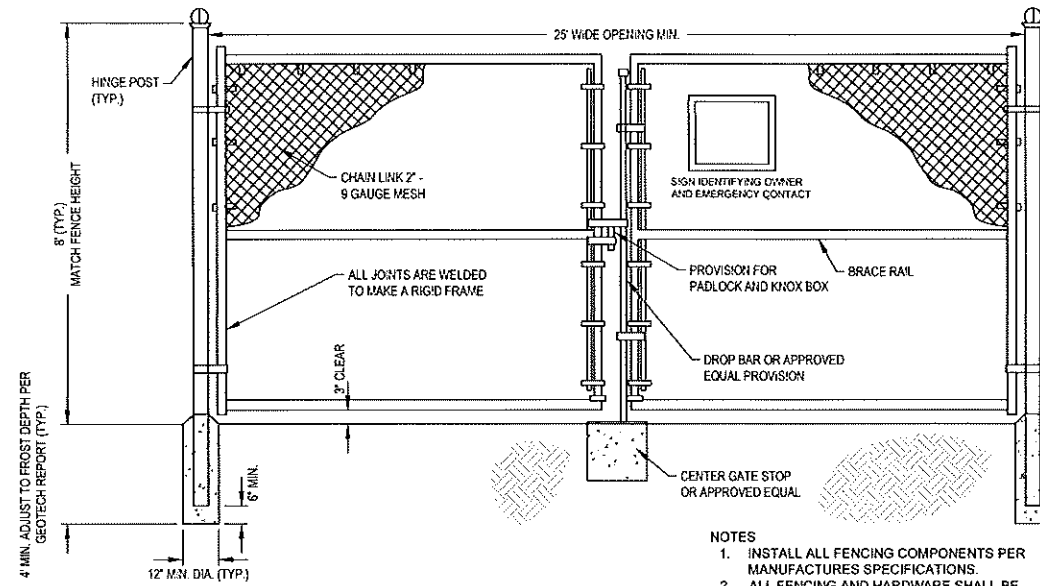 25' WIDE OPENING MIN.
HINGE POST
(TYP.)
8' (TYP.)
MATCH FENCE HEIGHT
CHAIN LINK 2" -
9 GAUGE MESH
SIGN IDENTIFYING OWNER
AND EMERGENCY CONTACT
ALL JOINTS ARE WELDED
TO MAKE A RIGID FRAME
PROVISION FOR
PADLOCK AND KNOX BOX
BRACE RAIL
DROP BAR OR APPROVED
EQUAL PROVISION
3" CLEAR
4' MIN. ADJUST TO FROST DEPTH PER
GEOTECH REPORT (TYP.)
6" MIN.
CENTER GATE STOP
OR APPROVED EQUAL
12" MIN. DIA. (TYP.)
NOTES
1. INSTALL ALL FENCING COMPONENTS PER
MANUFACTURES SPECIFICATIONS.
2. ALL FENCING AND HARDWARE SHALL BE